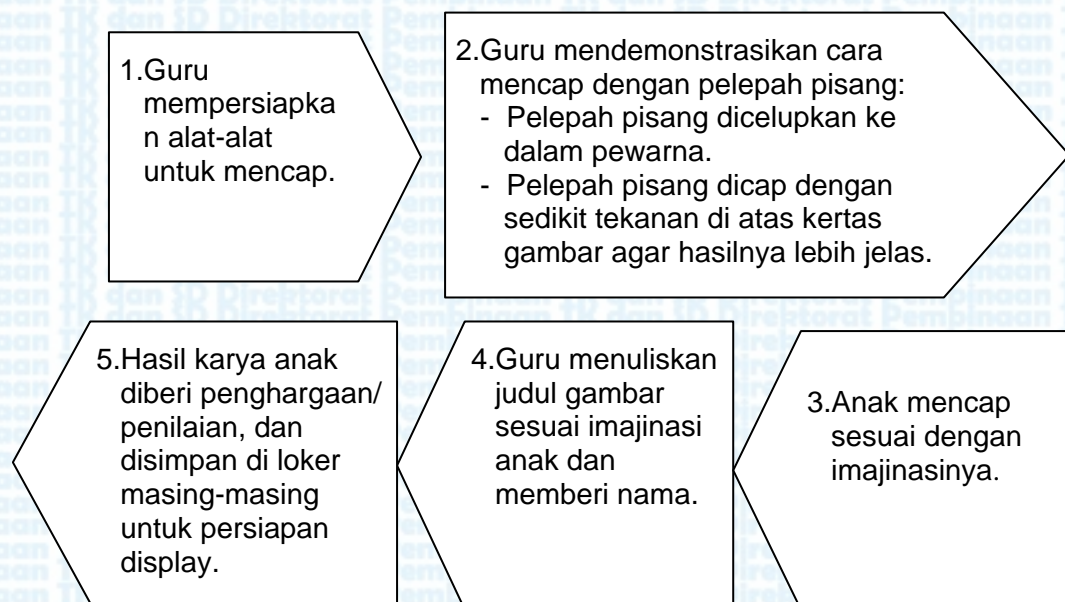 1.Guru
mempersiapka
n alat-alat
untuk mencap.
2.Guru mendemonstrasikan cara
mencap dengan pelepah pisang:
- Pelepah pisang dicelupkan ke
dalam pewarna.
- Pelepah pisang dicap dengan
sedikit tekanan di atas kertas
gambar agar hasilnya lebih jelas.
3.Anak mencap
sesuai dengan
imajinasinya.
4.Guru menuliskan
judul gambar
sesuai imajinasi
anak dan
memberi nama.
5.Hasil karya anak
diberi penghargaan/
penilaian, dan
disimpan di loker
masing-masing
untuk persiapan
display.